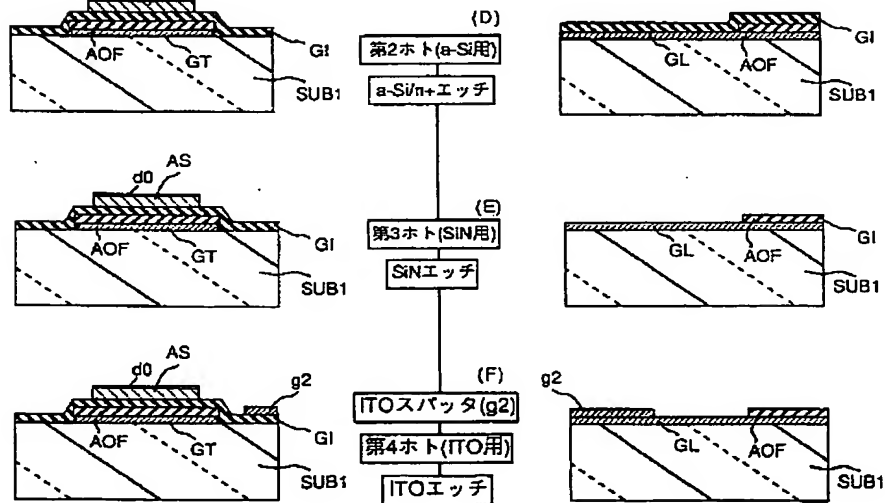 (D)
AOF
GT
GI
SUB1
第2ホト(a-Si用)
a-Si/n+エッチ
GL
AOF
GI
SUB1
d0
AS
(E)
AOF
GT
GI
SUB1
第3ホト(SiN用)
SiNエッチ
GL
AOF
GI
SUB1
d0
AS
g2
(F)
AOF
GT
GI
SUB1
ITOスパッタ(g2)
第4ホト(ITO用)
ITOエッチ
g2
GL
AOF
GI
SUB1